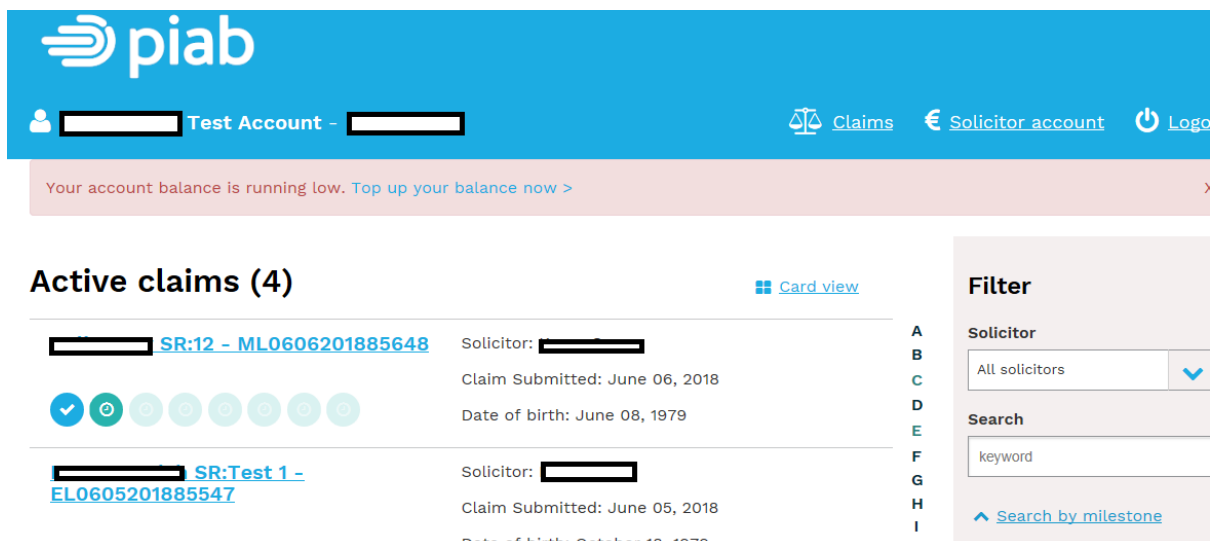 piab
Test Account -
Claims
€ Solicitor account
Logo
Your account balance is running low. Top up your balance now >
X
Active claims (4)
Card view
SR:12 - ML0606201885648
Solicitor:
Claim Submitted: June 06, 2018
Date of birth: June 08, 1979
SR:Test 1 -
EL0605201885547
Solicitor:
Claim Submitted: June 05, 2018
A
B
C
D
E
F
G
H
I
Filter
Solicitor
All solicitors
Search
keyword
Search by milestone